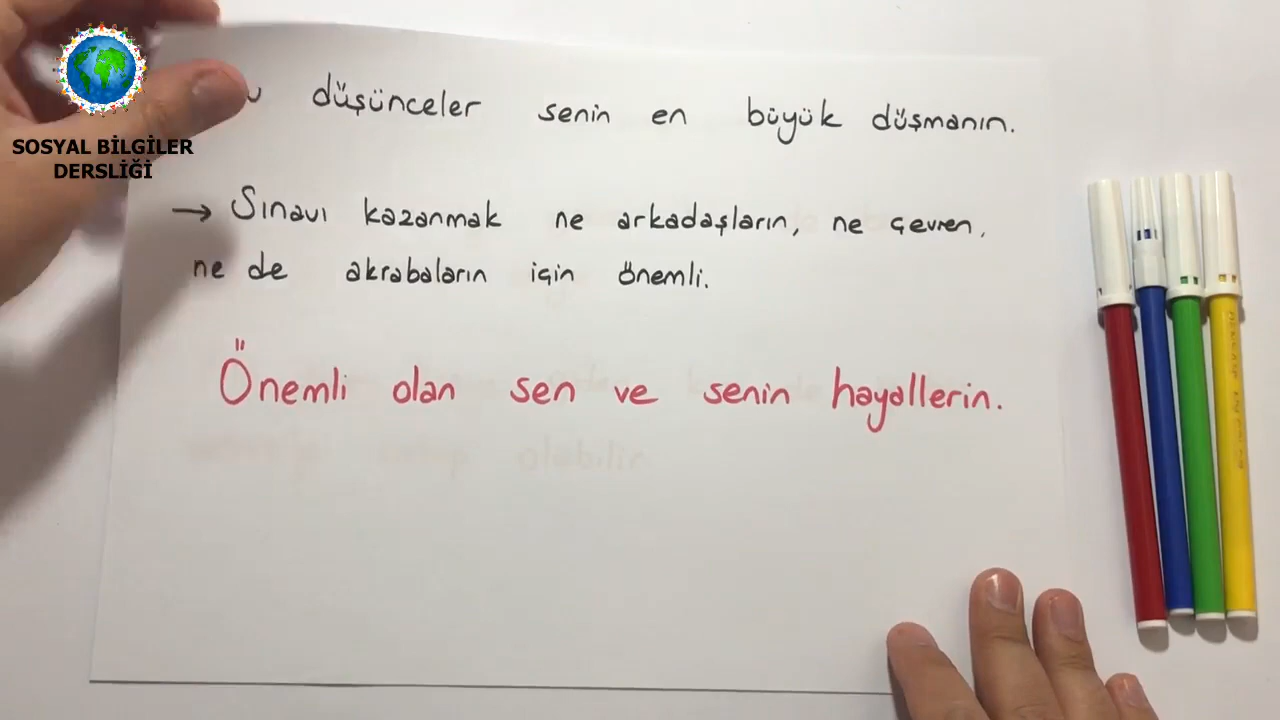 SOSYAL BİLGİLER
DERSLİĞİ
düşünceler senin en büyük düşmanın.
→ Sınavı kazanmak ne arkadaşların, ne çevren,
ne de akrabaların için önemli.
Önemli olan sen ve senin hayallerin.
olabilir